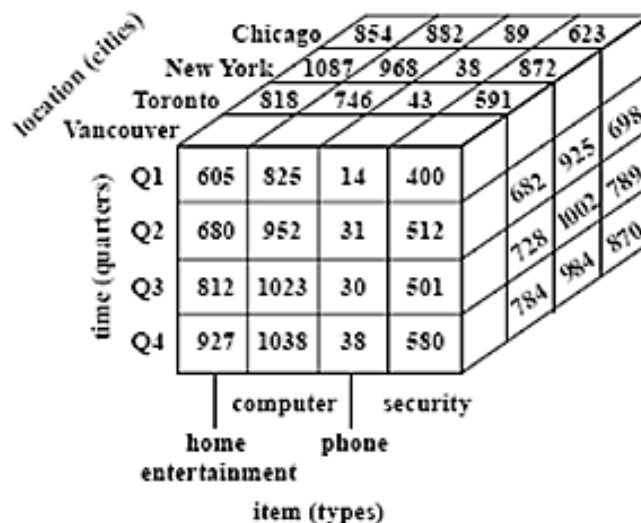 location (cities)
Chicago 854 882 89 623
New York 1087 968 38 872
Toronto 818 746 43 591
Vancouver
time (quarters)
Q1 605 825 14 400 682 925 698
Q2 680 952 31 512 728 1002 789
Q3 812 1023 30 501 784 984 870
Q4 927 1038 38 580
computer security
home phone
entertainment
item (types)